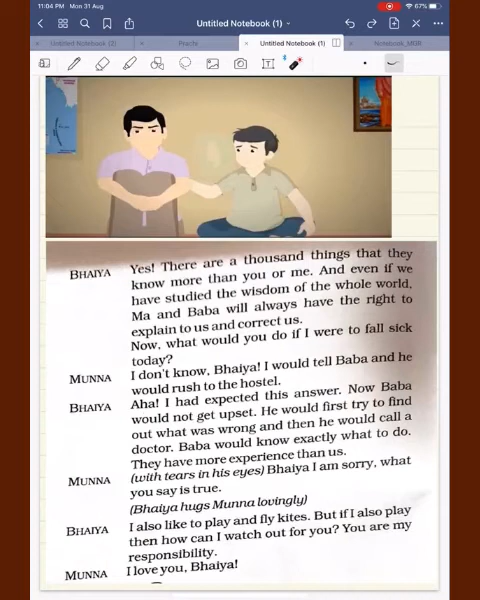 11:04 PM Mon 31 Aug
67%
Untitled Notebook (1)
Untitled Notebook (2)
Prachi
Untitled Notebook (1)
Notebook_MGR
BHAIYA Yes! There are a thousand things that they
know more than you or me. And even if we
have studied the wisdom of the whole world,
Ma and Baba will always have the right to
explain to us and correct us.
Now, what would you do if I were to fall sick
today?
MUNNA I don't know, Bhaiya! I would tell Baba and he
would rush to the hostel.
BHAIYA Aha! I had expected this answer. Now Baba
would not get upset. He would first try to find
out what was wrong and then he would call a
doctor. Baba would know exactly what to do.
They have more experience than us.
MUNNA (with tears in his eyes) Bhaiya I am sorry, what
you say is true.
(Bhaiya hugs Munna lovingly)
BHAIYA I also like to play and fly kites. But if I also play
then how can I watch out for you? You are my
responsibility.
MUNNA I love you, Bhaiya!